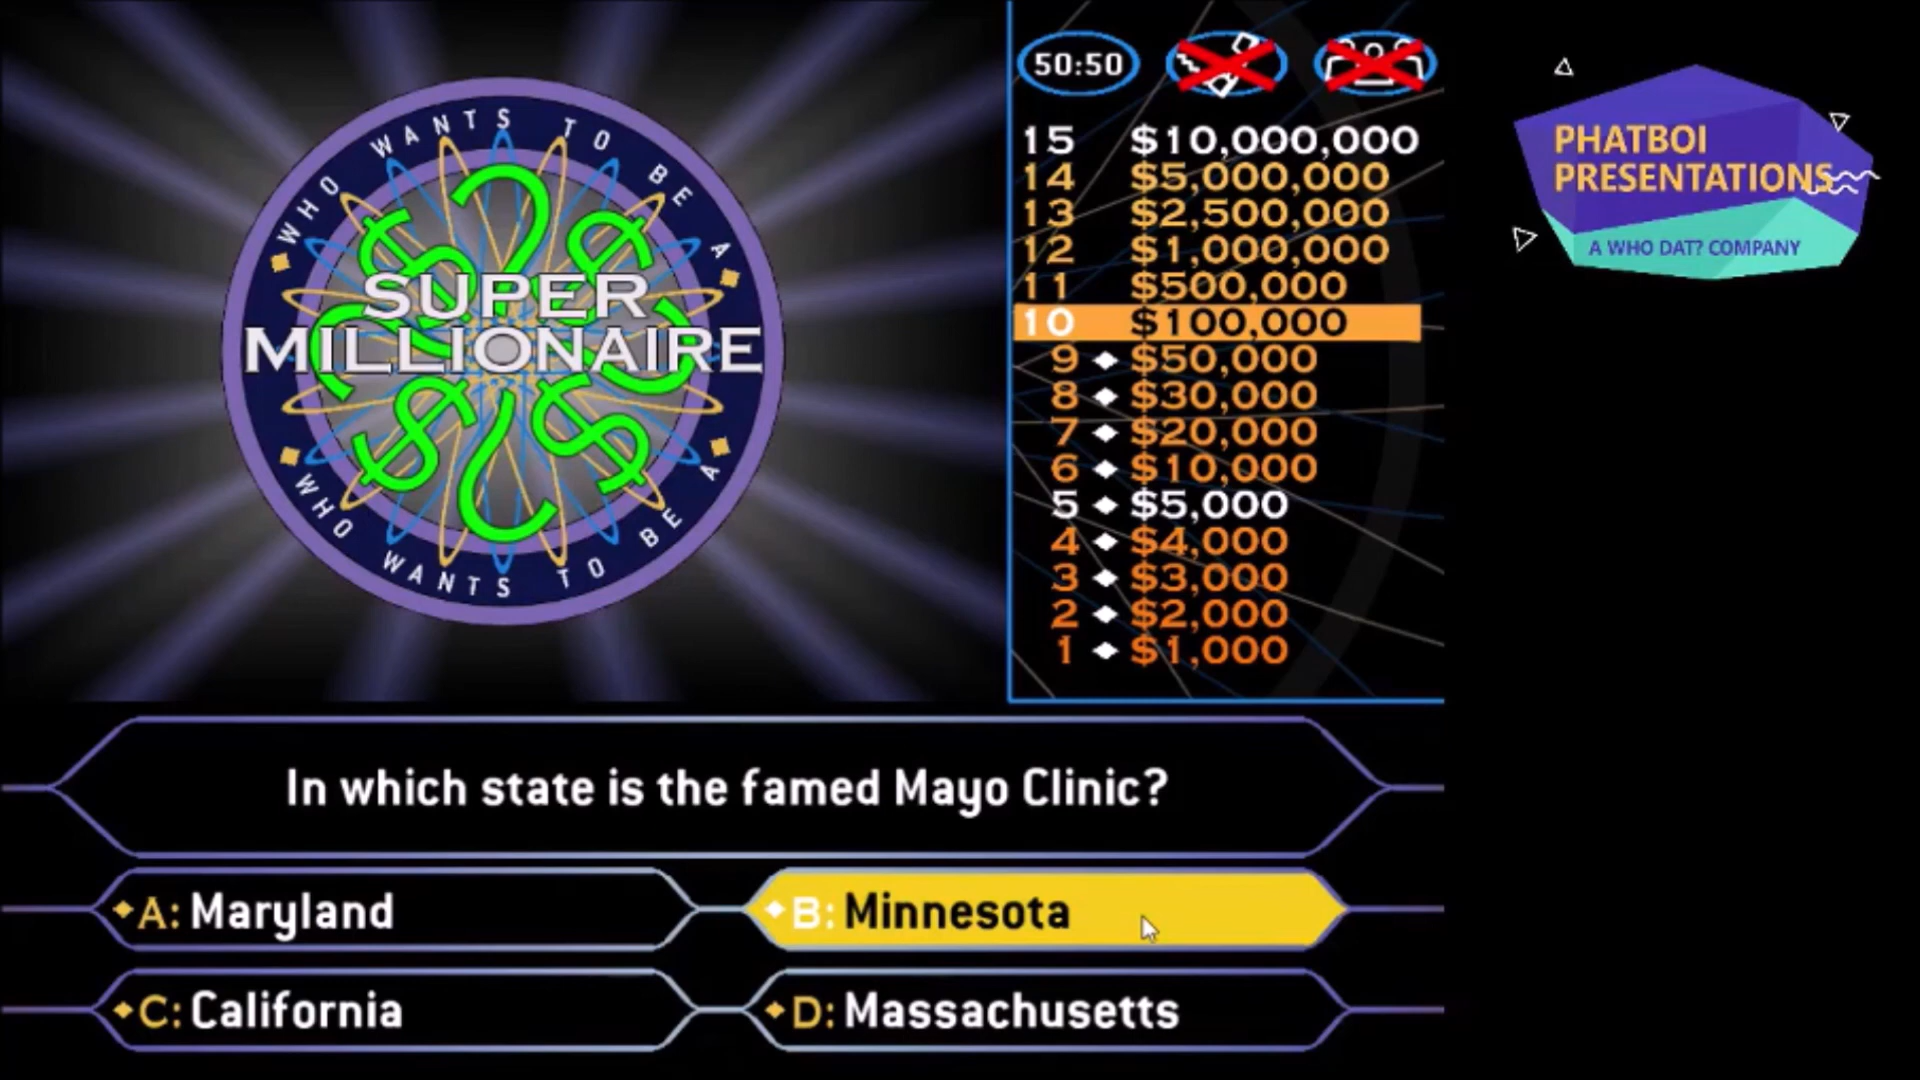 WHO WANTS TO BE A
SUPER
MILLIONAIRE
WHO WANTS TO BE A
50:50
15 $10,000,000
14 $5,000,000
13 $2,500,000
12 $1,000,000
11 $500,000
10 $100,000
9 $50,000
8 $30,000
7 $20,000
6 $10,000
5 $5,000
4 $4,000
3 $3,000
2 $2,000
1 $1,000
PHATBOI
PRESENTATIONS
A WHO DAT? COMPANY
In which state is the famed Mayo Clinic?
A: Maryland
B: Minnesota
C: California
D: Massachusetts